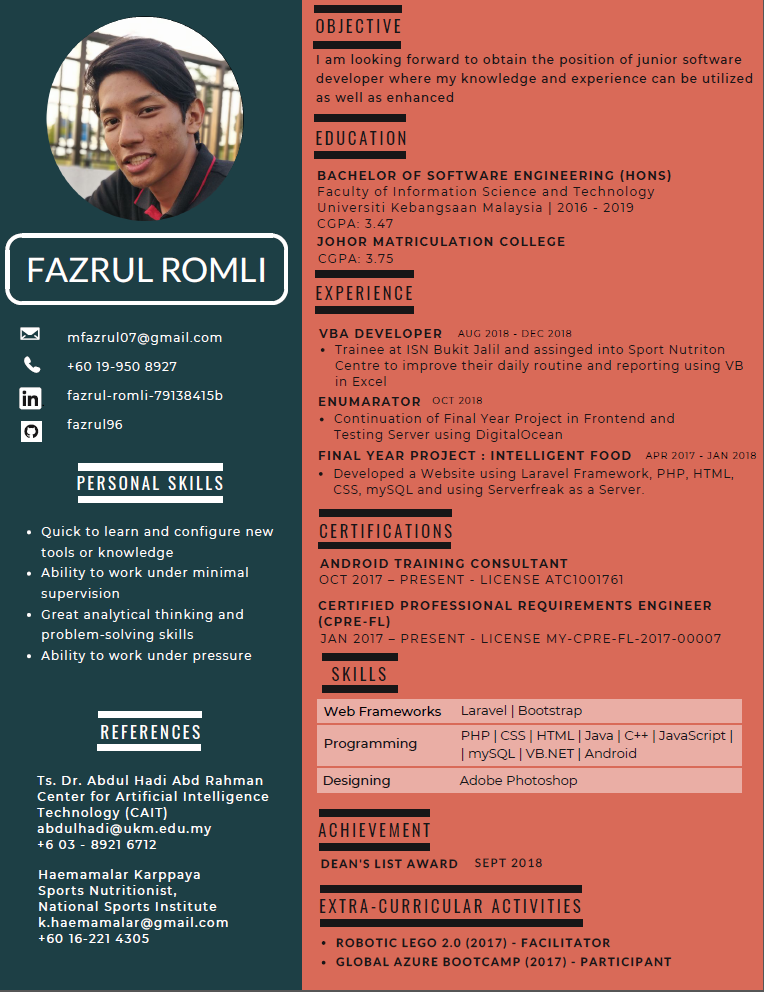 FAZRUL ROMLI
mfazrul07@gmail.com
+60 19-950 8927
fazrul-romli-79138415b
fazrul96
PERSONAL SKILLS
• Quick to learn and configure new
tools or knowledge
• Ability to work under minimal
supervision
• Great analytical thinking and
problem-solving skills
• Ability to work under pressure
REFERENCES
Ts. Dr. Abdul Hadi Abd Rahman
Center for Artificial Intelligence
Technology (CAIT)
abdulhadi@ukm.edu.my
+6 03 - 8921 6712
Haemamalar Karppaya
Sports Nutritionist,
National Sports Institute
k.haemamalar@gmail.com
+60 16-221 4305
OBJECTIVE
I am looking forward to obtain the position of junior software
developer where my knowledge and experience can be utilized
as well as enhanced
EDUCATION
BACHELOR OF SOFTWARE ENGINEERING (HONS)
Faculty of Information Science and Technology
Universiti Kebangsaan Malaysia | 2016 - 2019
CGPA: 3.47
JOHOR MATRICULATION COLLEGE
CGPA: 3.75
EXPERIENCE
VBA DEVELOPER AUG 2018 - DEC 2018
• Trainee at ISN Bukit Jalil and assinged into Sport Nutriton
Centre to improve their daily routine and reporting using VB
in Excel
ENUMARATOR OCT 2018
• Continuation of Final Year Project in Frontend and
Testing Server using DigitalOcean
FINAL YEAR PROJECT : INTELLIGENT FOOD APR 2017 - JAN 2018
• Developed a Website using Laravel Framework, PHP, HTML,
CSS, mySQL and using Serverfreak as a Server.
CERTIFICATIONS
ANDROID TRAINING CONSULTANT
OCT 2017 – PRESENT - LICENSE ATC1001761
CERTIFIED PROFESSIONAL REQUIREMENTS ENGINEER
(CPRE-FL)
JAN 2017 – PRESENT - LICENSE MY-CPRE-FL-2017-00007
SKILLS
Web Frameworks Laravel | Bootstrap
Programming PHP | CSS | HTML | Java | C++ | JavaScript |
| mySQL | VB.NET | Android
Designing Adobe Photoshop
ACHIEVEMENT
DEAN'S LIST AWARD SEPT 2018
EXTRA-CURRICULAR ACTIVITIES
• ROBOTIC LEGO 2.0 (2017) - FACILITATOR
• GLOBAL AZURE BOOTCAMP (2017) - PARTICIPANT